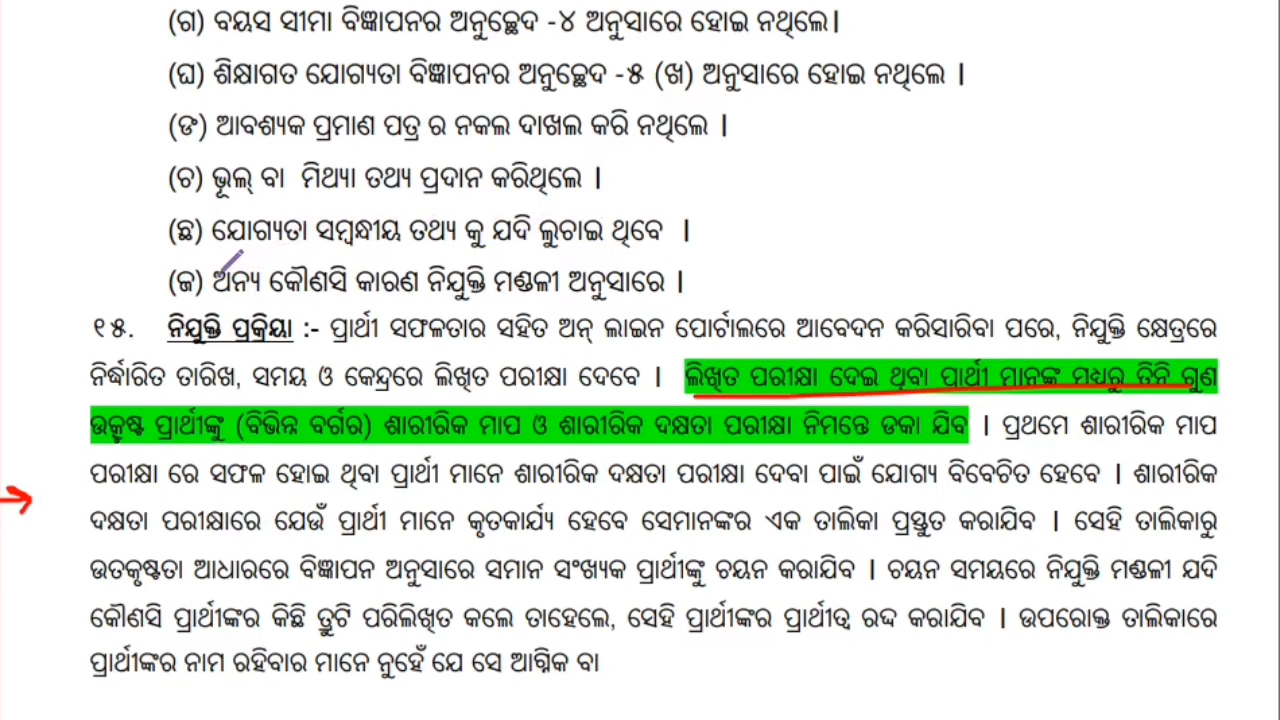 (ଗ) ବୟସ ସୀମା ବିଜ୍ଞାପନର ଅନୁଚ୍ଛେଦ -୪ ଅନୁସାରେ ହୋଇ ନଥିଲେ।
(ଘ) ଶିକ୍ଷାଗତ ଯୋଗ୍ୟତା ବିଜ୍ଞାପନର ଅନୁଚ୍ଛେଦ -୫ (ଖ) ଅନୁସାରେ ହୋଇ ନଥିଲେ ।
(ଙ) ଆବଶ୍ୟକ ପ୍ରମାଣ ପତ୍ର ର ନକଲ ଦାଖଲ କରି ନଥିଲେ ।
(ଚ) ଭୂଲ୍ ବା ମିଥ୍ୟା ତଥ୍ୟ ପ୍ରଦାନ କରିଥିଲେ ।
(ଛ) ଯୋଗ୍ୟତା ସମ୍ବନ୍ଧୀୟ ତଥ୍ୟ କୁ ଯଦି ଲୁଚାଇ ଥିବେ ।
(ଜ) ଅନ୍ୟ କୌଣସି କାରଣ ନିଯୁକ୍ତି ମଣ୍ଡଳୀ ଅନୁସାରେ ।
୧୫. ନିଯୁକ୍ତି ପ୍ରକ୍ରିୟା :- ପ୍ରାର୍ଥୀ ସଫଳତାର ସହିତ ଅନ୍ ଲାଇନ ପୋର୍ଟାଲରେ ଆବେଦନ କରିସାରିବା ପରେ, ନିଯୁକ୍ତି କ୍ଷେତ୍ରରେ
ନିର୍ଦ୍ଧାରିତ ତାରିଖ, ସମୟ ଓ କେନ୍ଦ୍ରରେ ଲିଖିତ ପରୀକ୍ଷା ଦେବେ । ଲିଖିତ ପରୀକ୍ଷା ଦେଇ ଥିବା ପ୍ରାର୍ଥୀ ମାନଙ୍କ ମଧ୍ୟରୁ ତିନି ଗୁଣ
ଉତ୍କୃଷ୍ଟ ପ୍ରାର୍ଥୀଙ୍କୁ (ବିଭିନ୍ନ ବର୍ଗର) ଶାରୀରିକ ମାପ ଓ ଶାରୀରିକ ଦକ୍ଷତା ପରୀକ୍ଷା ନିମନ୍ତେ ଡକା ଯିବ । ପ୍ରଥମେ ଶାରୀରିକ ମାପ
ପରୀକ୍ଷା ରେ ସଫଳ ହୋଇ ଥିବା ପ୍ରାର୍ଥୀ ମାନେ ଶାରୀରିକ ଦକ୍ଷତା ପରୀକ୍ଷା ଦେବା ପାଇଁ ଯୋଗ୍ୟ ବିବେଚିତ ହେବେ । ଶାରୀରିକ
ଦକ୍ଷତା ପରୀକ୍ଷାରେ ଯେଉଁ ପ୍ରାର୍ଥୀ ମାନେ କୃତକାର୍ଯ୍ୟ ହେବେ ସେମାନଙ୍କର ଏକ ତାଲିକା ପ୍ରସ୍ତୁତ କରାଯିବ । ସେହି ତାଲିକାରୁ
ଉତକୃଷ୍ଟତା ଆଧାରରେ ବିଜ୍ଞାପନ ଅନୁସାରେ ସମାନ ସଂଖ୍ୟକ ପ୍ରାର୍ଥୀଙ୍କୁ ଚୟନ କରାଯିବ । ଚୟନ ସମୟରେ ନିଯୁକ୍ତି ମଣ୍ଡଳୀ ଯଦି
କୌଣସି ପ୍ରାର୍ଥୀଙ୍କର କିଛି ତ୍ରୁଟି ପରିଲିଖିତ କଲେ ତାହେଲେ, ସେହି ପ୍ରାର୍ଥୀଙ୍କର ପ୍ରାର୍ଥୀତ୍ୱ ରଦ୍ଦ କରାଯିବ । ଉପରୋକ୍ତ ତାଲିକାରେ
ପ୍ରାର୍ଥୀଙ୍କର ନାମ ରହିବାର ମାନେ ନୁହେଁ ଯେ ସେ ଆଗ୍ନିକ ବା